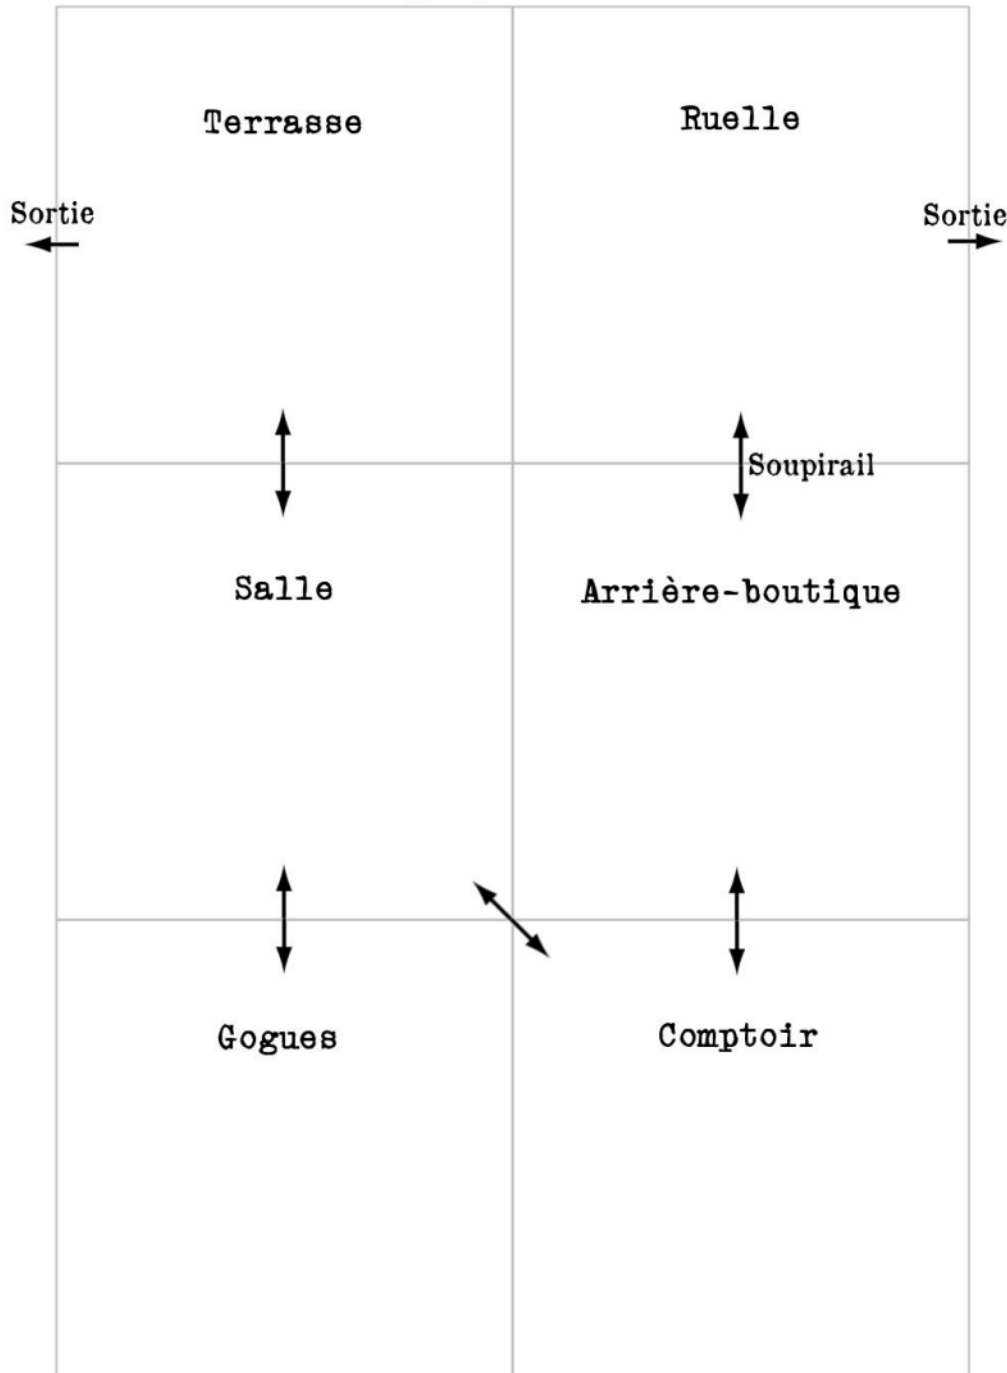 Terrasse
Ruelle
Sortie
Sortie
Soupirail
Salle
Arrière-boutique
Gogues
Comptoir